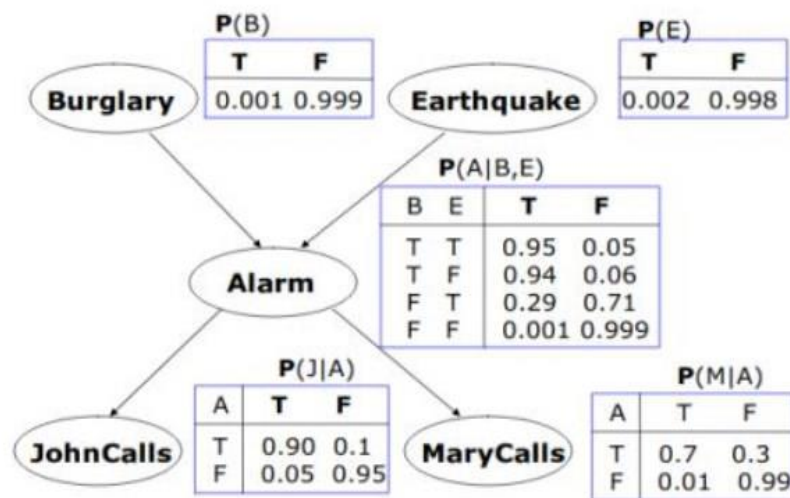 P(B)
T F
0.001 0.999
Burglary
P(E)
T F
0.002 0.998
Earthquake
P(A|B,E)
B E T F
T T 0.95 0.05
T F 0.94 0.06
F T 0.29 0.71
F F 0.001 0.999
Alarm
P(J|A)
A T F
T 0.90 0.1
F 0.05 0.95
JohnCalls
P(M|A)
A T F
T 0.7 0.3
F 0.01 0.99
MaryCalls